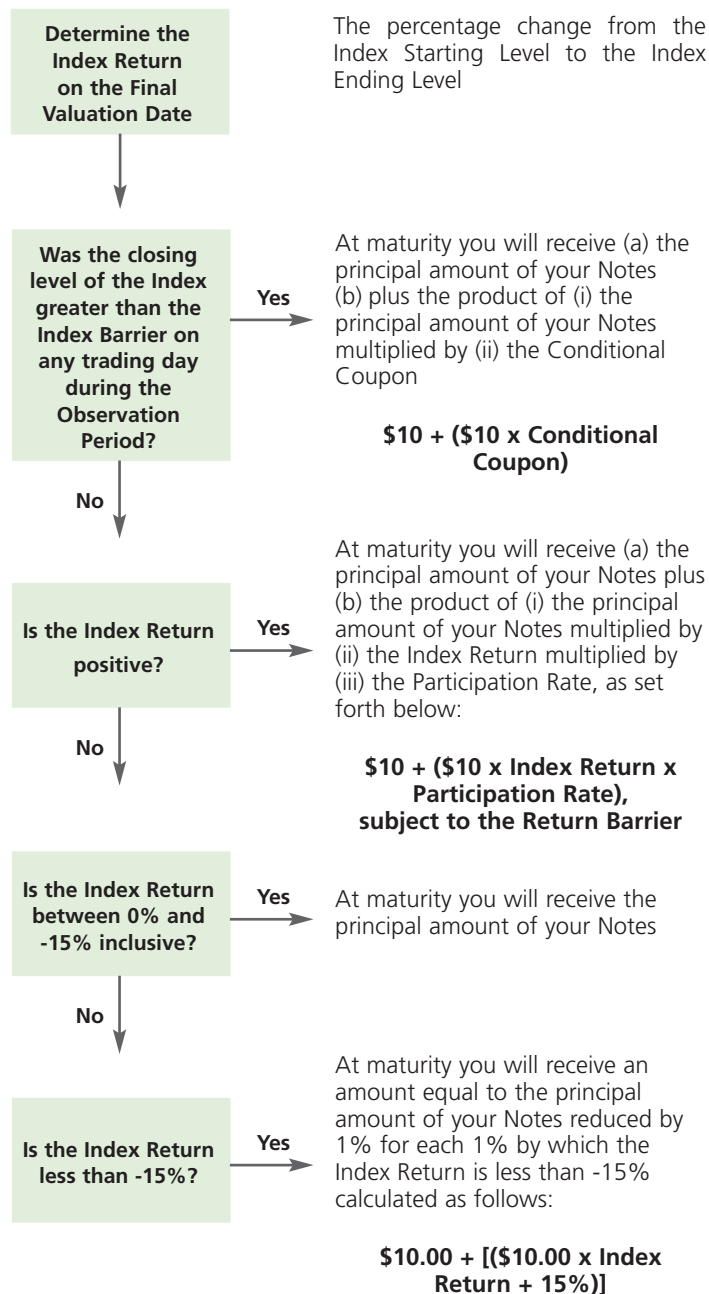 Determine the
Index Return
on the Final
Valuation Date
The percentage change from the
Index Starting Level to the Index
Ending Level
Was the closing
level of the Index
greater than the
Index Barrier on
any trading day
during the
Observation
Period?
Yes
At maturity you will receive (a) the
principal amount of your Notes
(b) plus the product of (i) the
principal amount of your Notes
multiplied by (ii) the Conditional
Coupon
$10 + ($10 x Conditional
Coupon)
No
Is the Index Return
positive?
Yes
At maturity you will receive (a) the
principal amount of your Notes plus
(b) the product of (i) the principal
amount of your Notes multiplied by
(ii) the Index Return multiplied by
(iii) the Participation Rate, as set
forth below:
$10 + ($10 x Index Return x
Participation Rate),
subject to the Return Barrier
No
Is the Index Return
between 0% and
-15% inclusive?
Yes
At maturity you will receive the
principal amount of your Notes
No
Is the Index Return
less than -15%?
Yes
At maturity you will receive an
amount equal to the principal
amount of your Notes reduced by
1% for each 1% by which the
Index Return is less than -15%
calculated as follows:
$10.00 + [($10.00 x Index
Return + 15%)]